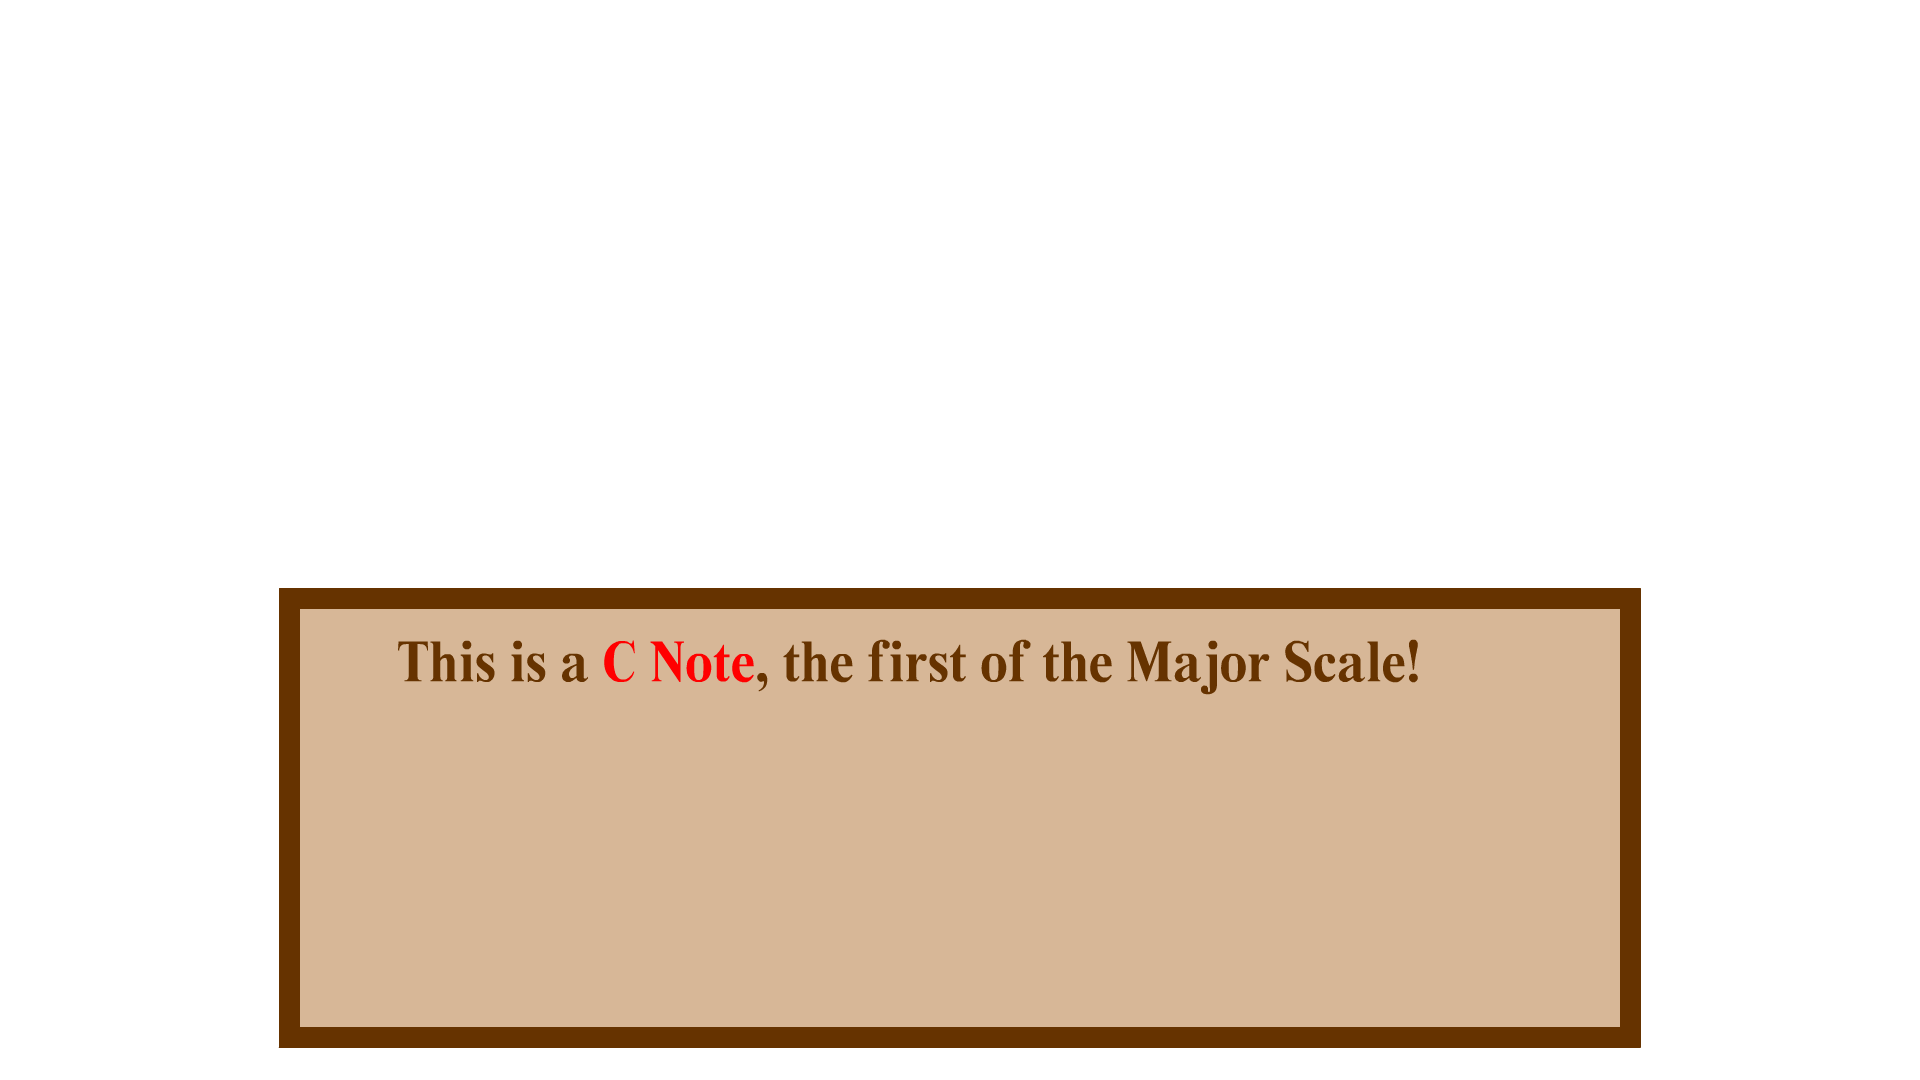 This is a C Note, the first of the Major Scale!